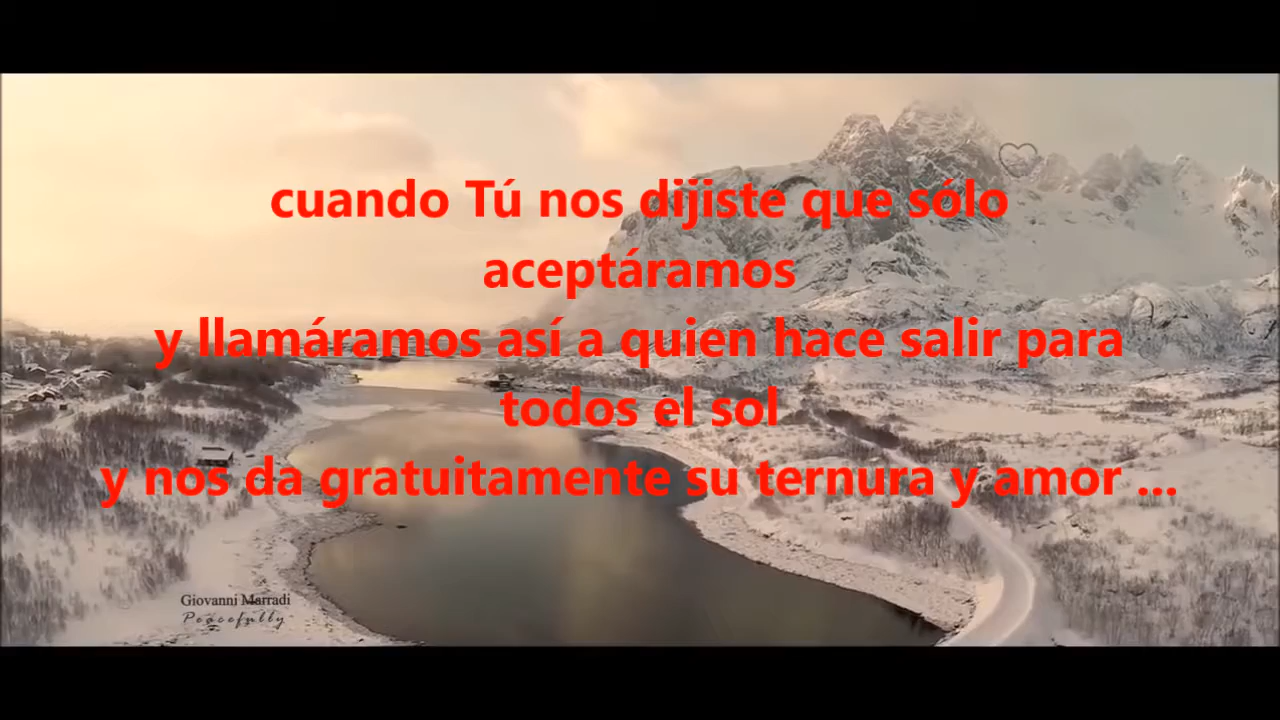 cuando Tú nos dijiste que sólo
aceptáramos
y llamáramos así a quien hace salir para
todos el sol
y nos da gratuitamente su ternura y amor ...
Giovanni Marradi
Peacefully